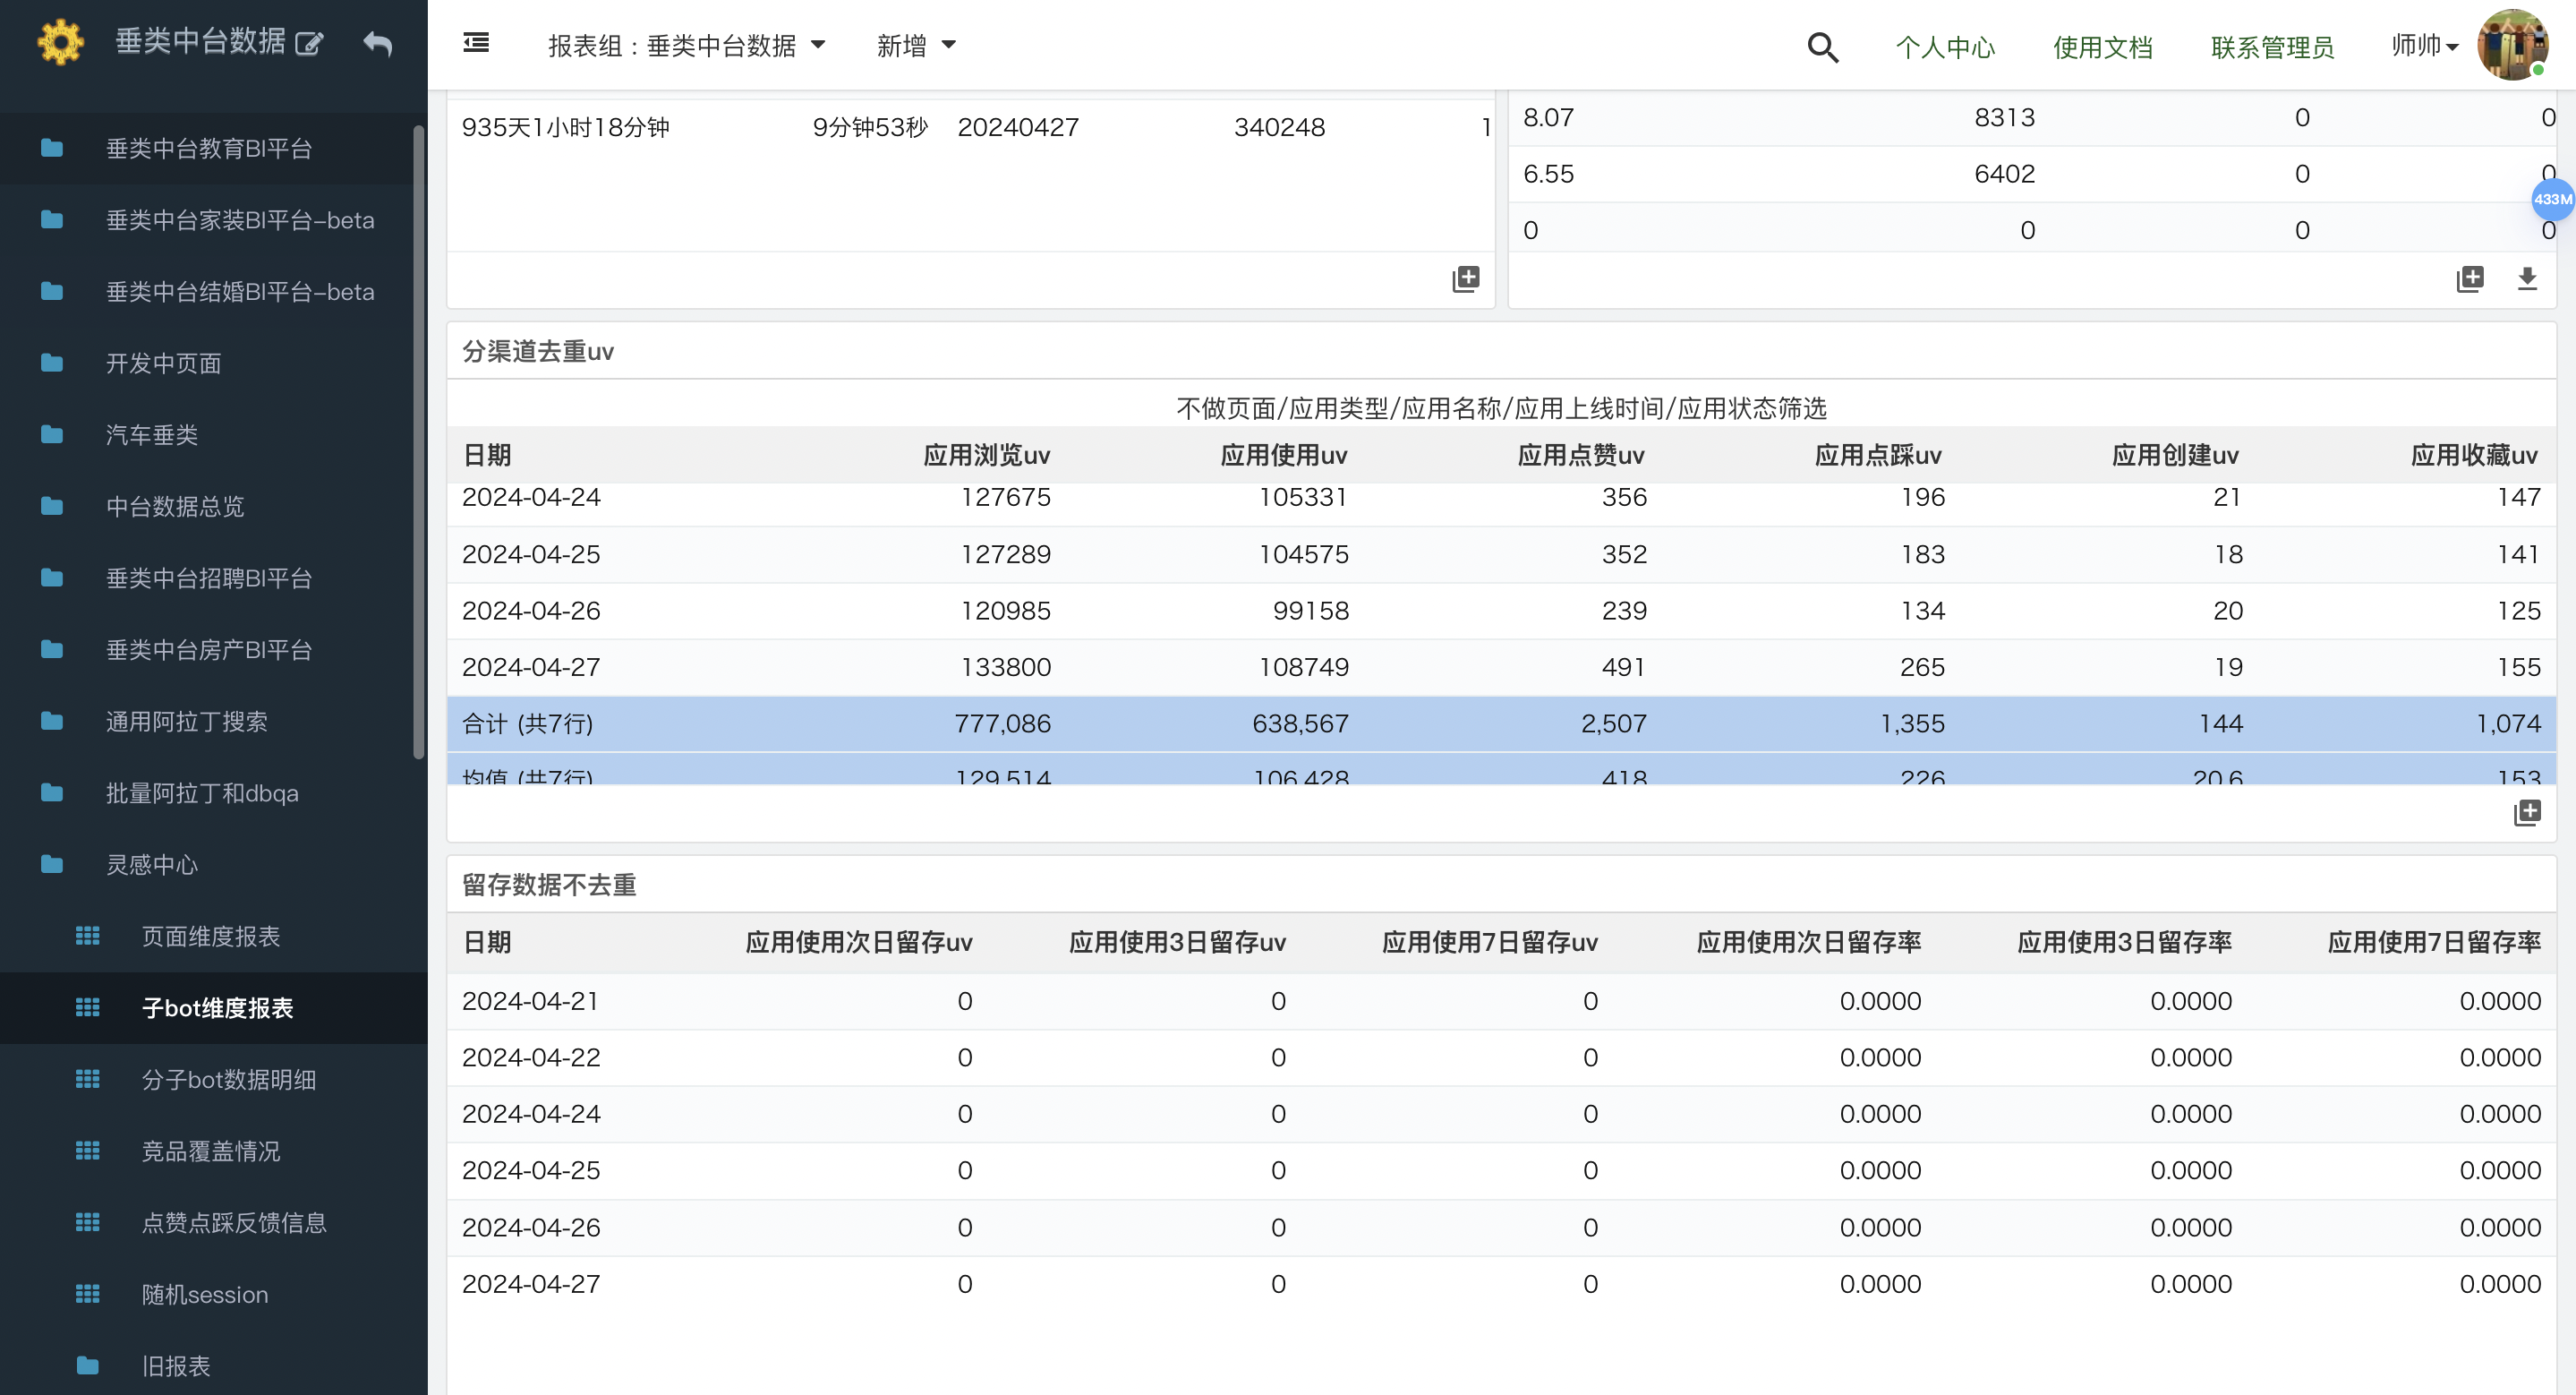 垂类中台数据
报表组：垂类中台数据 新增 个人中心 使用文档 联系管理员 师帅
垂类中台教育BI平台
垂类中台家装BI平台-beta
垂类中台结婚BI平台-beta
开发中页面
汽车垂类
中台数据总览
垂类中台招聘BI平台
垂类中台房产BI平台
通用阿拉丁搜索
批量阿拉丁和dbqa
灵感中心
页面维度报表
子bot维度报表
分子bot数据明细
竞品覆盖情况
点赞点踩反馈信息
随机session
旧报表
935天1小时18分钟 9分钟53秒 20240427 340248 1
8.07 8313 0 0
6.55 6402 0 0
433M
0 0 0 0
分渠道去重uv
不做页面/应用类型/应用名称/应用上线时间/应用状态筛选
日期 应用浏览uv 应用使用uv 应用点赞uv 应用点踩uv 应用创建uv 应用收藏uv
2024-04-24 127675 105331 356 196 21 147
2024-04-25 127289 104575 352 183 18 141
2024-04-26 120985 99158 239 134 20 125
2024-04-27 133800 108749 491 265 19 155
合计 (共7行) 777,086 638,567 2,507 1,355 144 1,074
均值 (共7行) 129,514 106,428 418 226 20.6 153
留存数据不去重
日期 应用使用次日留存uv 应用使用3日留存uv 应用使用7日留存uv 应用使用次日留存率 应用使用3日留存率 应用使用7日留存率
2024-04-21 0 0 0 0.0000 0.0000 0.0000
2024-04-22 0 0 0 0.0000 0.0000 0.0000
2024-04-24 0 0 0 0.0000 0.0000 0.0000
2024-04-25 0 0 0 0.0000 0.0000 0.0000
2024-04-26 0 0 0 0.0000 0.0000 0.0000
2024-04-27 0 0 0 0.0000 0.0000 0.0000